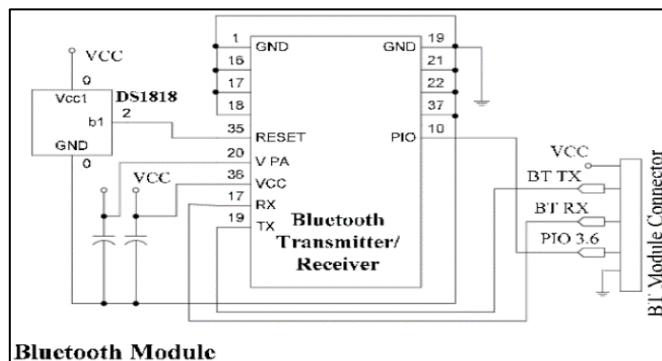 VCC
0
Vcc1
DS1818
b1
2
GND
0
VCC
1
GND
16
17
18
35
RESET
20
V PA
36
VCC
17
RX
19
TX
GND
19
21
22
37
PIO
10
Bluctooth
Transmitter/
Receiver
VCC
BT TX
BT RX
PIO 3.6
BT Module Connector
Bluetooth Module